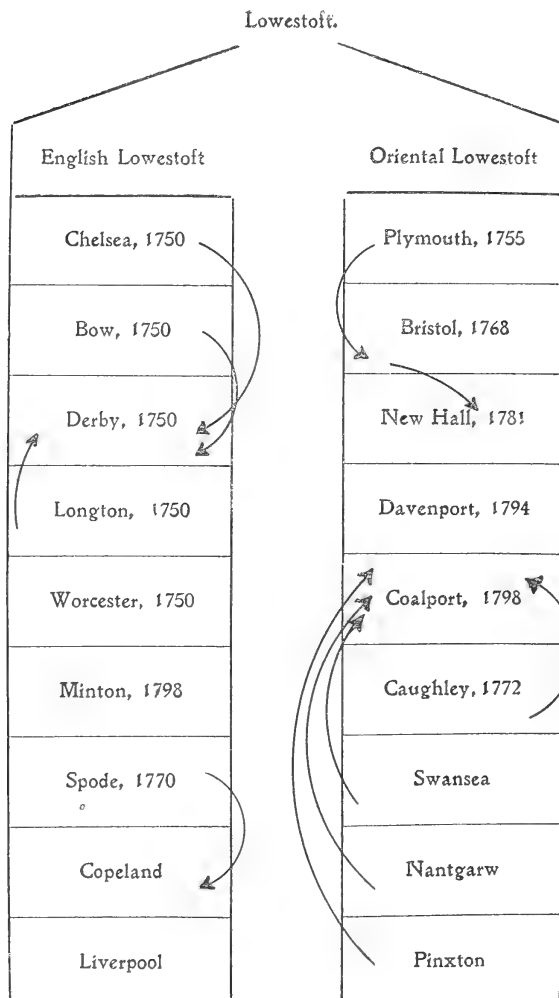 Lowestoft.
English Lowestoft
Chelsea, 1750
Bow, 1750
Derby, 1750
Longton, 1750
Worcester, 1750
Minton, 1798
Spode, 1770
Copeland
Liverpool
Oriental Lowestoft
Plymouth, 1755
Bristol, 1768
New Hall, 1781
Davenport, 1794
Coalport, 1798
Caughley, 1772
Swansea
Nantgarw
Pinxton